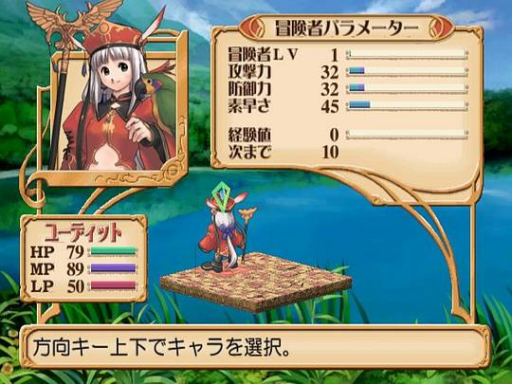 冒険者パラメーター
冒険者LV 1
攻撃力 32
防御力 32
素早さ 45
経験値 0
次まで 10
ユーディット
HP 79
MP 89
LP 50
方向キー上下でキャラを選択。